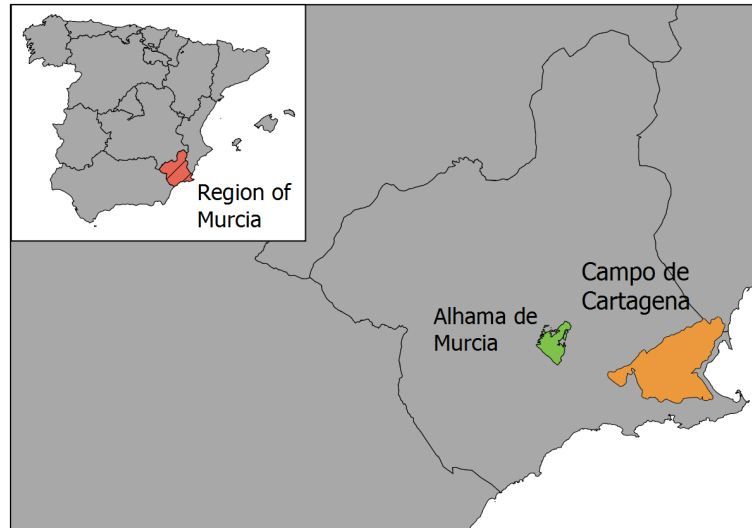 Region of
Murcia
Campo de
Cartagena
Alhama de
Murcia